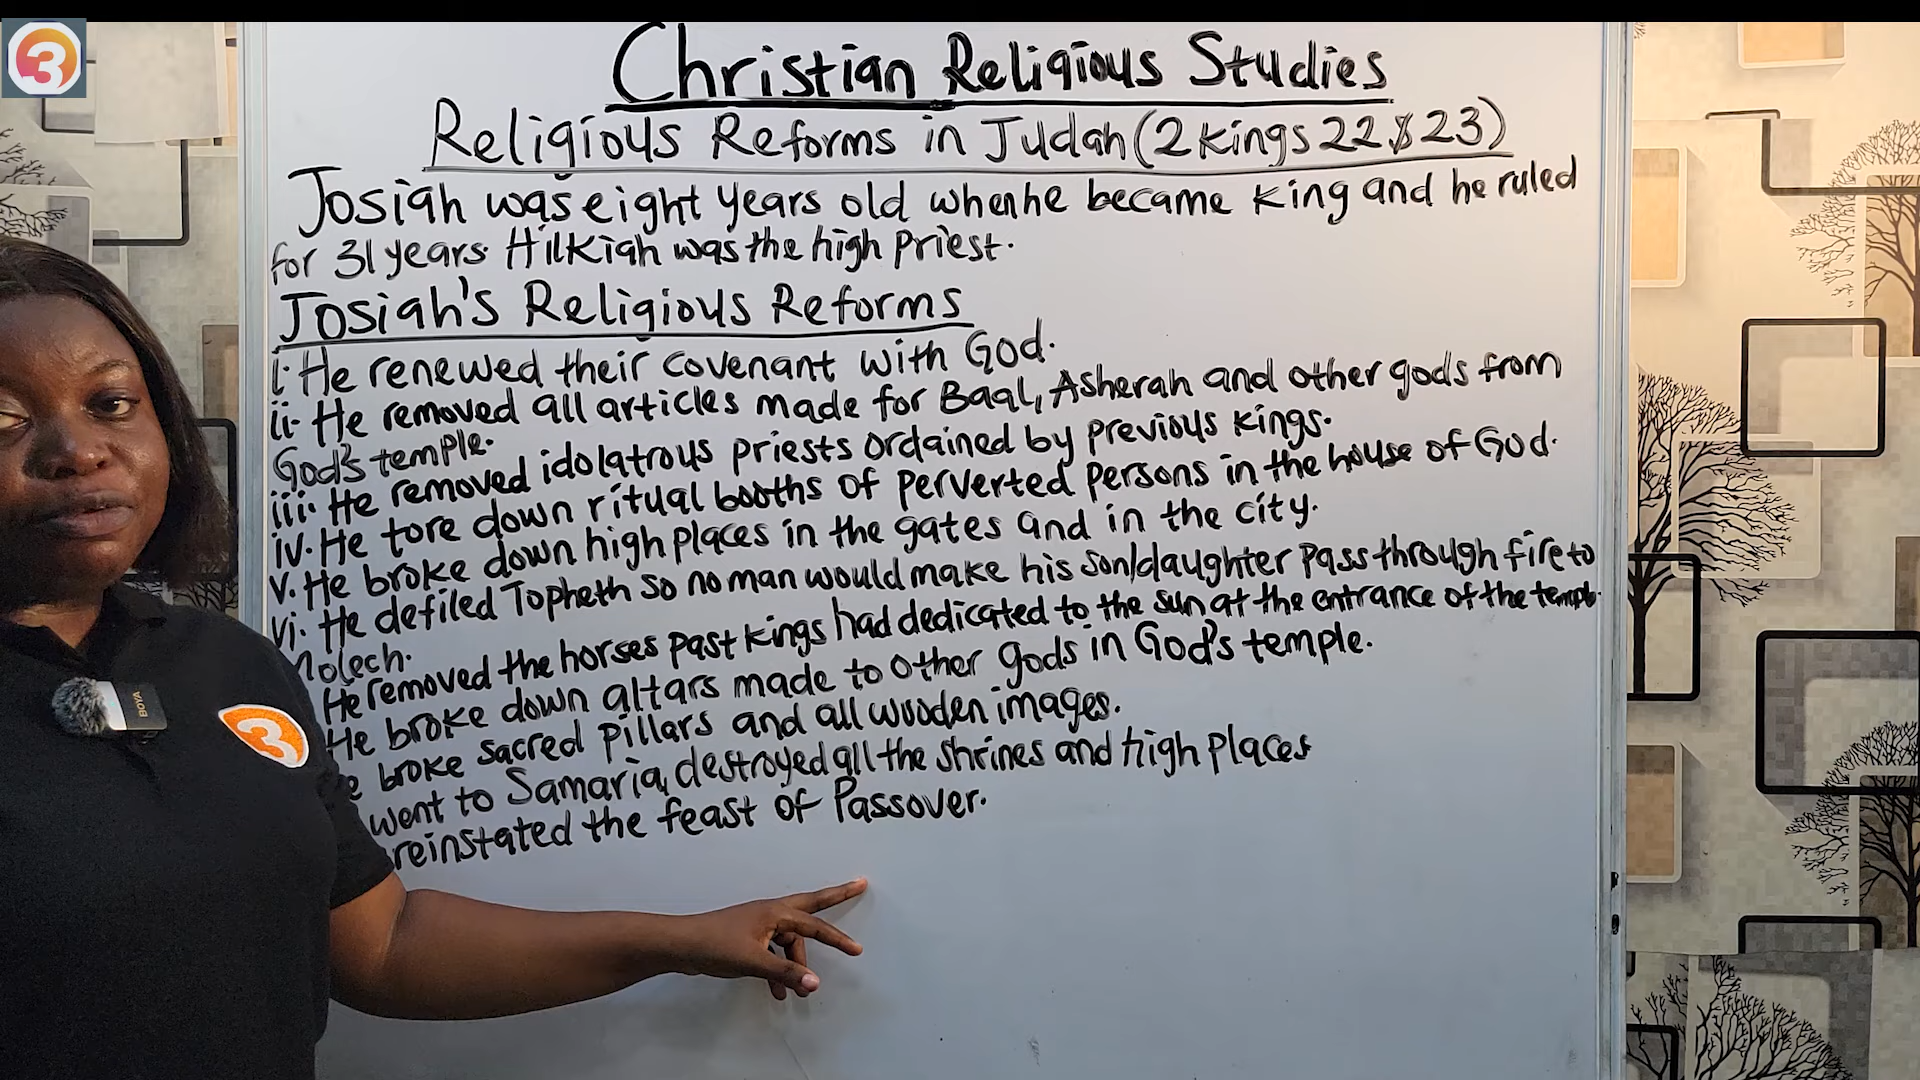 3
Christian Religious Studies
Religious Reforms in Judah (2 Kings 22 & 23)
Josiah was eight years old when he became King and he ruled
for 31 years. Hilkiah was the high priest.
Josiah's Religious Reforms
i. He renewed their covenant with God.
ii. He removed all articles made for Baal, Asherah and other gods from
God's temple.
iii. He removed idolatrous priests ordained by previous kings.
iv. He tore down ritual booths of perverted persons in the house of God.
v. He broke down high places in the gates and in the city.
vi. He defiled Topheth so no man would make his son/daughter pass through fire to
Molech.
He removed the horses past kings had dedicated to the sun at the entrance of the temple.
He broke down altars made to other gods in God's temple.
broke sacred pillars and all wooden images.
went to Samaria, destroyed all the shrines and high places
reinstated the feast of Passover.
BOYA
3